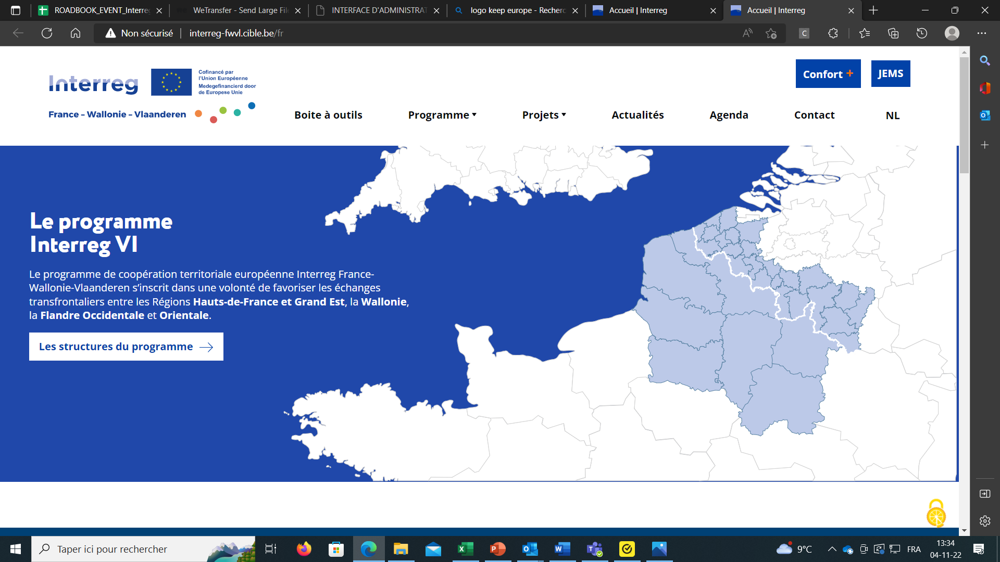 ROADBOOK_EVENT_Interreg
WeTransfer - Send Large Fil
INTERFACE D'ADMINISTRAT
logo keep europe - Recherc
Accueil | Interreg
Accueil | Interreg
Non sécurisé
interreg-fwvl.cible.be/fr
Interreg
Cofinancé par
l'Union Européenne
Medegefinancierd door
de Europese Unie
France – Wallonie – Vlaanderen
Confort +
JEMS
Boite à outils
Programme
Projets
Actualités
Agenda
Contact
NL
Le programme
Interreg VI
Le programme de coopération territoriale européenne Interreg France-
Wallonie-Vlaanderen s’inscrit dans une volonté de favoriser les échanges
transfrontaliers entre les Régions Hauts-de-France et Grand Est, la Wallonie,
la Flandre Occidentale et Orientale.
Les structures du programme
Taper ici pour rechercher
9°C
FRA
13:34
04-11-22